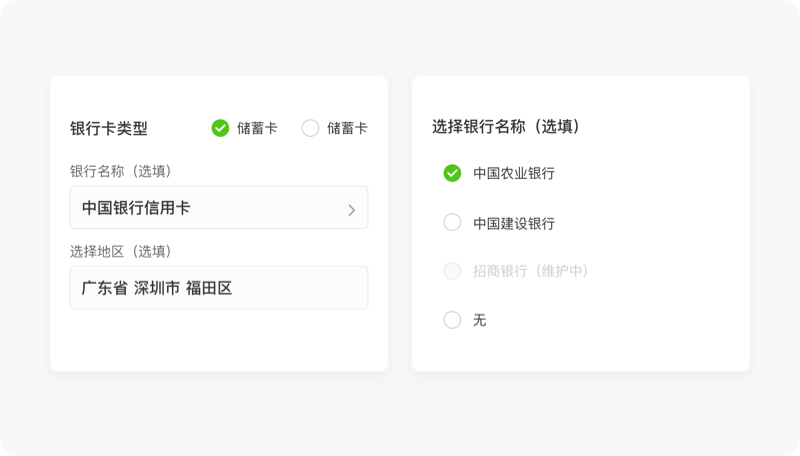 银行卡类型 储蓄卡 储蓄卡
银行名称（选填）
中国银行信用卡
选择地区（选填）
广东省 深圳市 福田区
选择银行名称（选填）
中国农业银行
中国建设银行
招商银行（维护中）
无